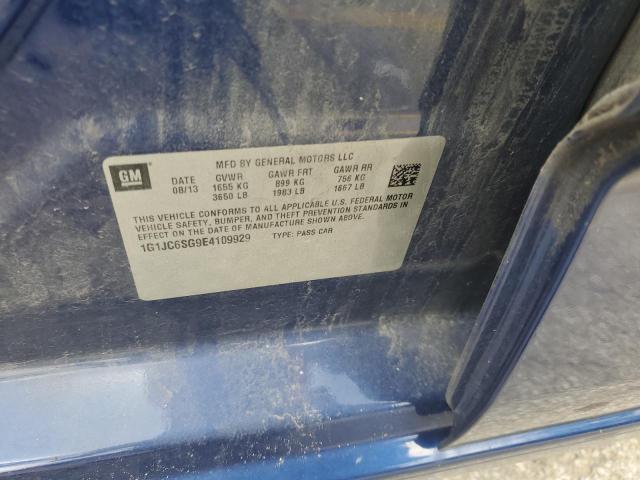 MFD BY GENERAL MOTORS LLC
GM
DATE GVWR GAWR FRT GAWR RR
08/13 1655 KG 899 KG 756 KG
3650 LB 1983 LB 1667 LB
THIS VEHICLE CONFORMS TO ALL APPLICABLE U.S. FEDERAL MOTOR
VEHICLE SAFETY, BUMPER, AND THEFT PREVENTION STANDARDS IN
EFFECT ON THE DATE OF MANUFACTURE SHOWN ABOVE.
1G1JC6SG9E4109929 TYPE: PASS CAR